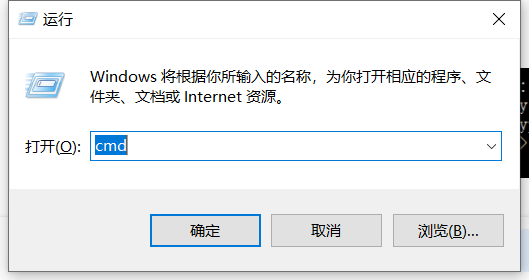 运行
Windows 将根据你所输入的名称，为你打开相应的程序、文
件夹、文档或 Internet 资源。
打开(O): cmd
确定 取消 浏览(B)...